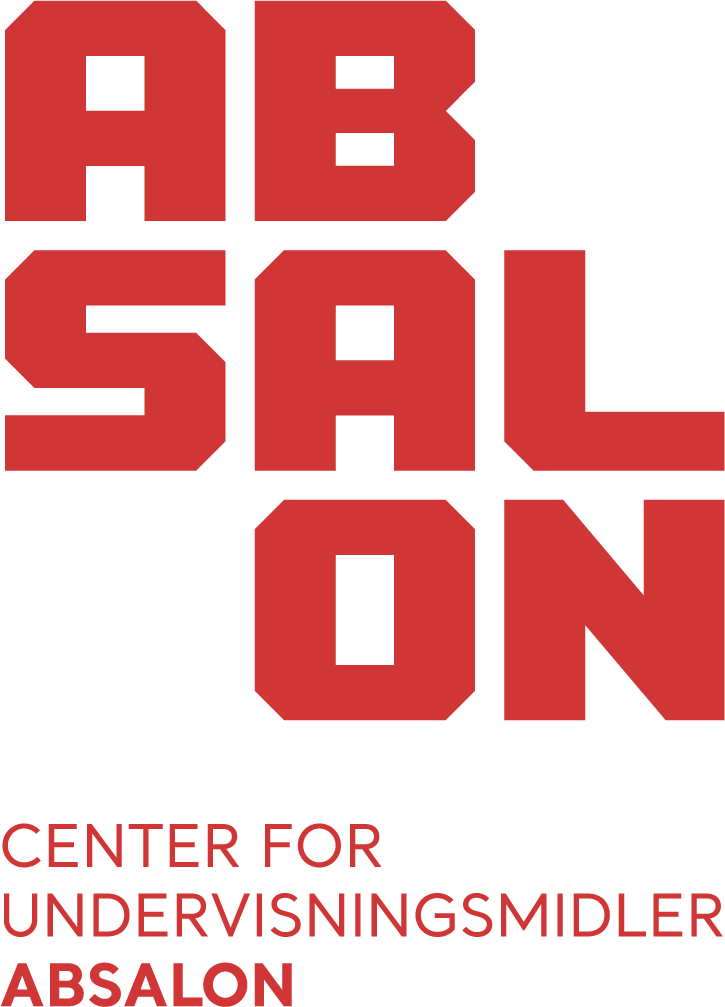 AB
SAL
ON
CENTER FOR
UNDERVISNINGSMIDLER
ABSALON